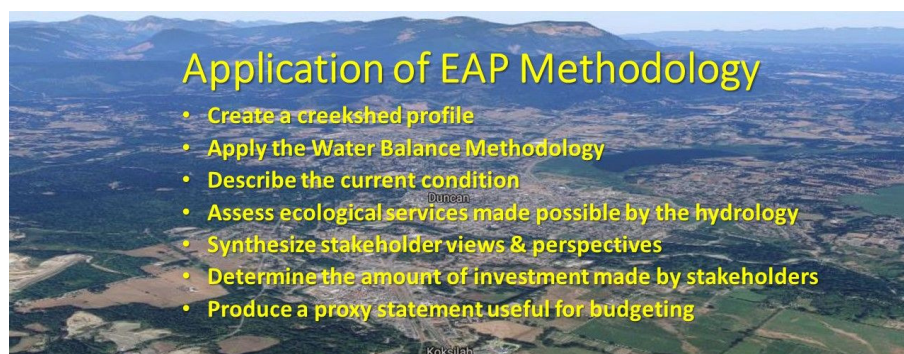 Application of EAP Methodology
• Create a creekshed profile
• Apply the Water Balance Methodology
• Describe the current condition
Duncan
• Assess ecological services made possible by the hydrology
• Synthesize stakeholder views & perspectives
• Determine the amount of investment made by stakeholders
• Produce a proxy statement useful for budgeting
Koksilah